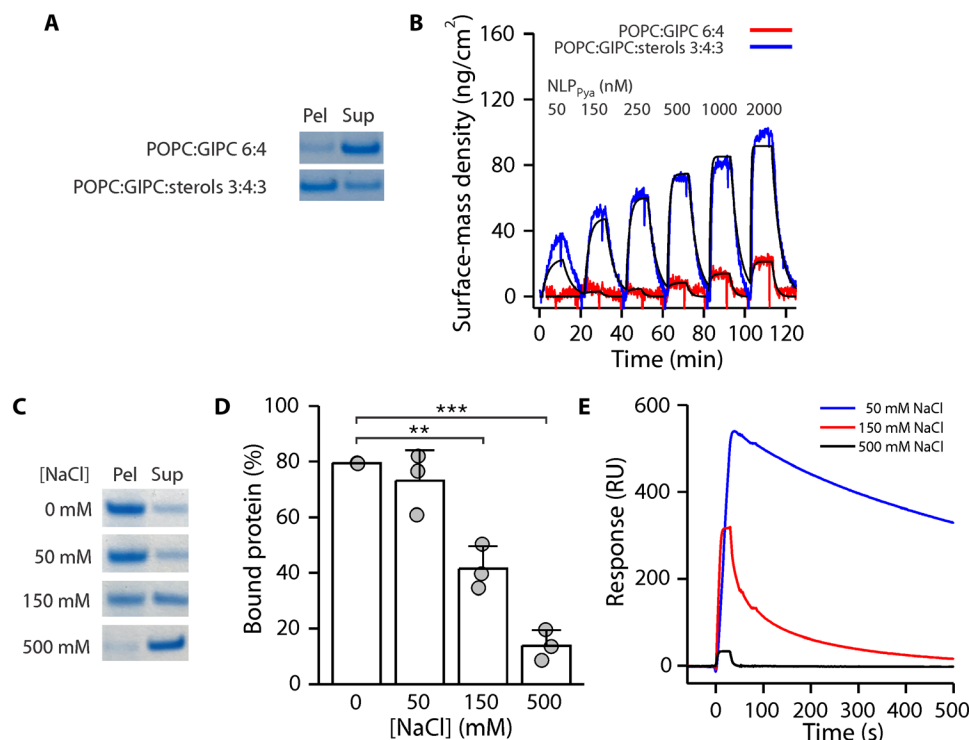 A
Pel Sup
POPC:GIPC 6:4
POPC:GIPC:sterols 3:4:3
B
POPC:GIPC 6:4
POPC:GIPC:sterols 3:4:3
NLPPya (nM)
50 150 250 500 1000 2000
160
120
80
40
0
Surface-mass density (ng/cm²)
0 20 40 60 80 100 120
Time (min)
C
[NaCl] Pel Sup
0 mM
50 mM
150 mM
500 mM
D
***
**
100
80
60
40
20
0
Bound protein (%)
0 50 150 500
[NaCl] (mM)
E
50 mM NaCl
150 mM NaCl
500 mM NaCl
600
400
200
0
Response (RU)
0 100 200 300 400 500
Time (s)